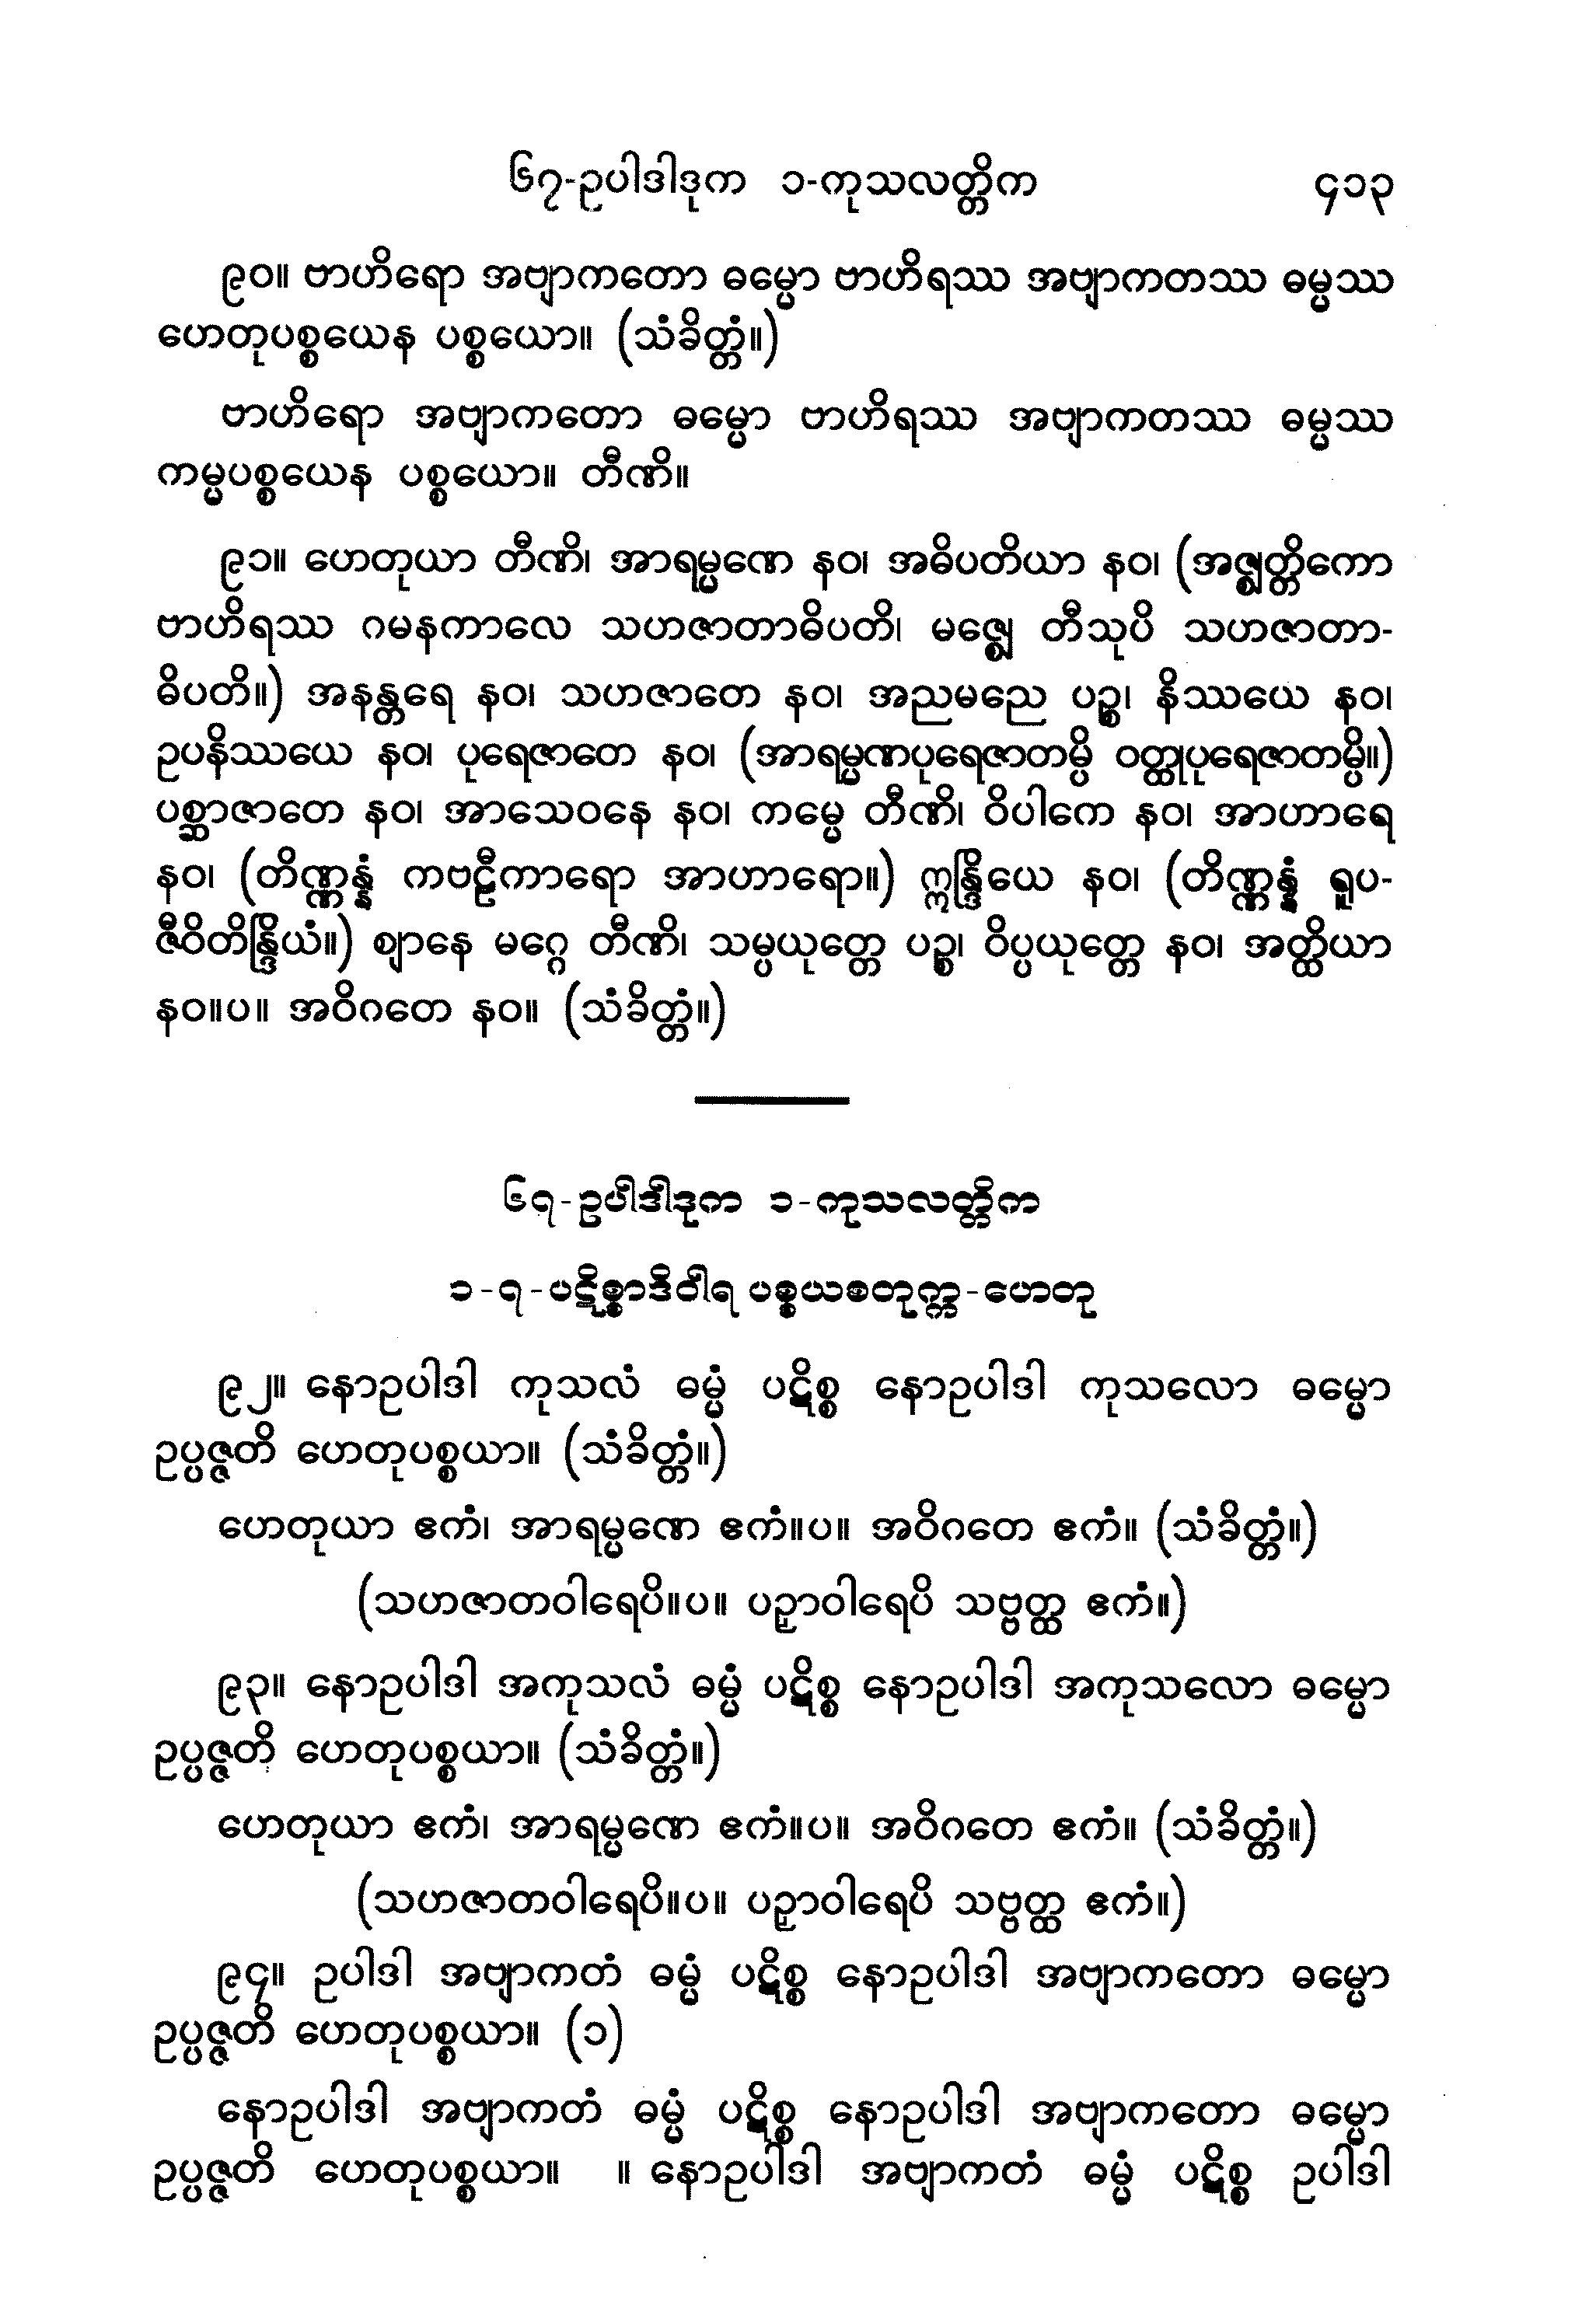 ၆၇-ဥပါဒါဒုက ၁-ကုသလတ္တိက ၄၁၃
၉၀။ ဗာဟိရော အဗျာကတော ဓမ္မော ဗာဟိရဿ အဗျာကတဿ ဓမ္မဿ
ဟေတုပစ္စယေန ပစ္စယော။ (သံခိတ္တံ။)
ဗာဟိရော အဗျာကတော ဓမ္မော ဗာဟိရဿ အဗျာကတဿ ဓမ္မဿ
ကမ္မပစ္စယေန ပစ္စယော။ တီဏိ။
၉၁။ ဟေတုယာ တီဏိ၊ အာရမ္မဏေ နဝ၊ အဓိပတိယာ နဝ၊ (အဇ္ဈတ္တိကော
ဗာဟိရဿ ဂမနကာလေ သဟဇာတာဓိပတိ၊ မဇ္ဈေ တီသုပိ သဟဇာတာ-
ဓိပတိ။) အနန္တရေ နဝ၊ သဟဇာတေ နဝ၊ အညမညေ ပဉ္စ၊ နိဿယေ နဝ၊
ဥပနိဿယေ နဝ၊ ပုရေဇာတေ နဝ၊ (အာရမ္မဏပုရေဇာတမ္ပိ ဝတ္ထုပုရေဇာတမ္ပိ။)
ပစ္ဆာဇာတေ နဝ၊ အာသေဝနေ နဝ၊ ကမ္မေ တီဏိ၊ ဝိပါကေ နဝ၊ အာဟာရေ
နဝ၊ (တိဏ္ဏန္နံ ကဗဠီကာရော အာဟာရော။) ဣန္ဒြိယေ နဝ၊ (တိဏ္ဏန္နံ ရူပ-
ဇီဝိတိန္ဒြိယံ။) ဈာနေ မဂ္ဂေ တီဏိ၊ သမ္ပယုတ္တေ ပဉ္စ၊ ဝိပ္ပယုတ္တေ နဝ၊ အတ္ထိယာ
နဝ။ပ။ အဝိဂတေ နဝ။ (သံခိတ္တံ။)
၆၇-ဥပါဒါဒုက ၁-ကုသလတ္တိက
၁-၇-ပဋိစ္စာဒိဝါရ ပစ္စယစတုက္က-ဟေတု
၉၂။ နောဥပါဒါ ကုသလံ ဓမ္မံ ပဋိစ္စ နောဥပါဒါ ကုသလော ဓမ္မော
ဥပ္ပဇ္ဇတိ ဟေတုပစ္စယာ။ (သံခိတ္တံ။)
ဟေတုယာ ဧကံ၊ အာရမ္မဏေ ဧကံ။ပ။ အဝိဂတေ ဧကံ။ (သံခိတ္တံ။)
(သဟဇာတဝါရေပိ။ပ။ ပဉှာဝါရေပိ သဗ္ဗတ္ထ ဧကံ။)
၉၃။ နောဥပါဒါ အကုသလံ ဓမ္မံ ပဋိစ္စ နောဥပါဒါ အကုသလော ဓမ္မော
ဥပ္ပဇ္ဇတိ ဟေတုပစ္စယာ။ (သံခိတ္တံ။)
ဟေတုယာ ဧကံ၊ အာရမ္မဏေ ဧကံ။ပ။ အဝိဂတေ ဧကံ။ (သံခိတ္တံ။)
(သဟဇာတဝါရေပိ။ပ။ ပဉှာဝါရေပိ သဗ္ဗတ္ထ ဧကံ။)
၉၄။ ဥပါဒါ အဗျာကတံ ဓမ္မံ ပဋိစ္စ နောဥပါဒါ အဗျာကတော ဓမ္မော
ဥပ္ပဇ္ဇတိ ဟေတုပစ္စယာ။ (၁)
နောဥပါဒါ အဗျာကတံ ဓမ္မံ ပဋိစ္စ နောဥပါဒါ အဗျာကတော ဓမ္မော
ဥပ္ပဇ္ဇတိ ဟေတုပစ္စယာ။ ။ နောဥပါဒါ အဗျာကတံ ဓမ္မံ ပဋိစ္စ ဥပါဒါ